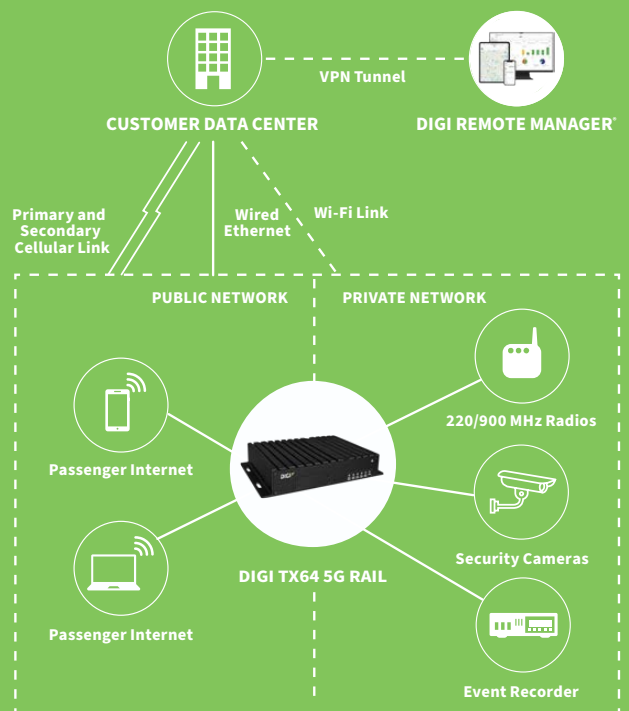 VPN Tunnel
CUSTOMER DATA CENTER
DIGI REMOTE MANAGER®
Primary and
Secondary
Cellular Link
Wired
Ethernet
Wi-Fi Link
PUBLIC NETWORK
PRIVATE NETWORK
Passenger Internet
220/900 MHz Radios
DIGI
Security Cameras
DIGI TX64 5G RAIL
Passenger Internet
Event Recorder